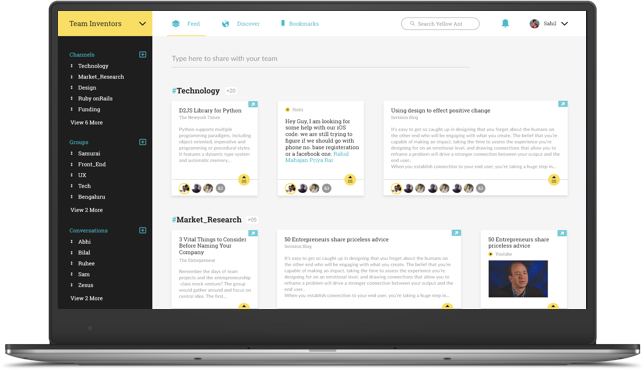 Team Inventors
Feed
Discover
Bookmarks
Search Yellow Ant
Sahil
Channels
Technology
Market_Research
Design
Ruby onRails
Funding
View 6 More
Groups
Samurai
Front_End
UX
Tech
Bengaluru
View 2 More
Conversations
Abhi
Bilal
Ruhee
Sam
Zesus
View 2 More
Type here to share with your team
#Technology +20
D2JS Library for Python
The Newyork Times
Python supports multiple
programming paradigms, including
object-oriented, imperative and
programming or procedural styles.
It features a dynamic type system
and automatic memory...
Hey Guy, I am looking for
some help with our iOS
code. we are still trying to
figure if we should go with
phone no. base registeration
or a facebook one. Rahul
Mahajan Priya Rai
Using design to effect positive change
Invision Blog
It's easy to get so caught up in designing that you forget about the humans on
the other end who will be engaging with what you create. The belief that you're
capable of making an impact, taking the time to assess the experience you're
designing for on an emotional level, and drawing connections that allow you to
reframe a problem will drive a stronger connection between your output and the
end user...
When you establish connection to your end user, you're taking a huge step in...
#Market_Research
3 Vital Things to Consider
Before Naming Your
Company
The Entrepreneur
Remember the days of team
projects and the entrepreneurship
-class mock-venture? The group
would gather around and focus on
central idea. The first...
50 Entrepreneurs share priceless advice
Invision Blog
It's easy to get so caught up in designing that you forget about the humans on
the other end who will be engaging with what you create. The belief that you're
capable of making an impact, taking the time to assess the experience you're
designing for on an emotional level, and drawing connections that allow you to
reframe a problem will drive a stronger connection between your output and the
end user...
When you establish connection to your end user, you're taking a huge step in...
50 Entrepreneurs share
priceless advice
Youtube